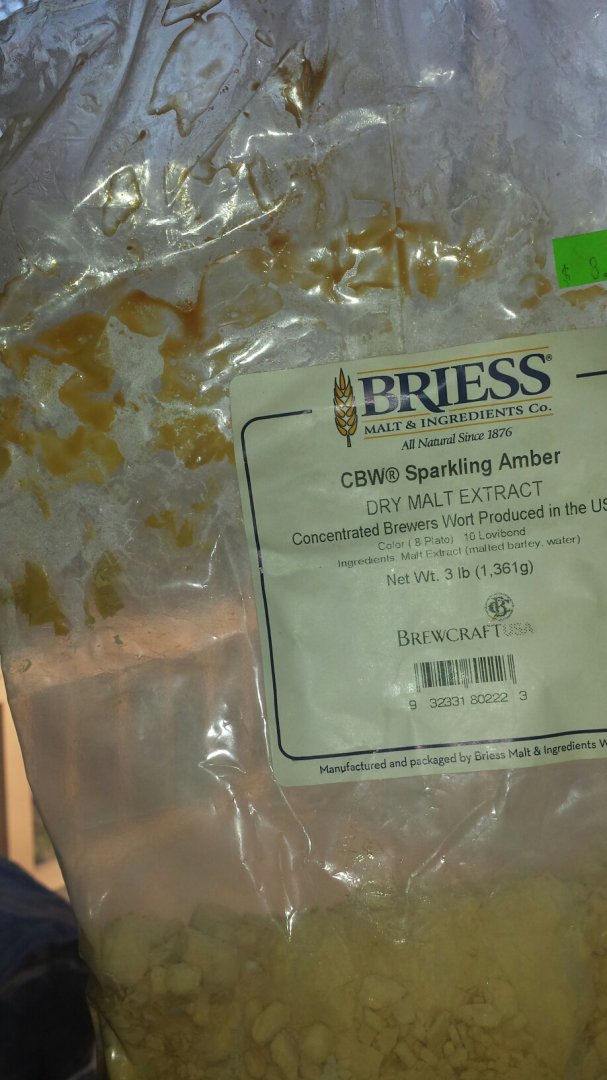 $ 8.
BRIESS®
MALT & INGREDIENTS CO.
All Natural Since 1876
CBW® Sparkling Amber
DRY MALT EXTRACT
Concentrated Brewers Wort Produced in the US
Color ( 8 Plato) 10 Lovibond
Ingredients: Malt Extract (malted barley, water)
Net Wt. 3 lb (1,361g)
BREWCRAFT USA
9 32331 80222 3
Manufactured and packaged by Briess Malt & Ingredients